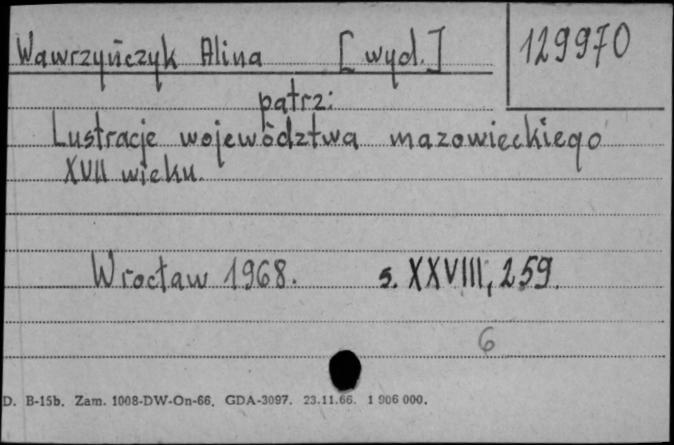 Wawrzyńczyk Alina [wyd.]
129970
patrz:
Lustracje województwa mazowieckiego
XVII wieku.
Wrocław 1968. s. XXVIII, 259.
6
D. B-15b. Zam. 1008-DW-On-66. GDA-3097. 23.11.66. 1 906 000.